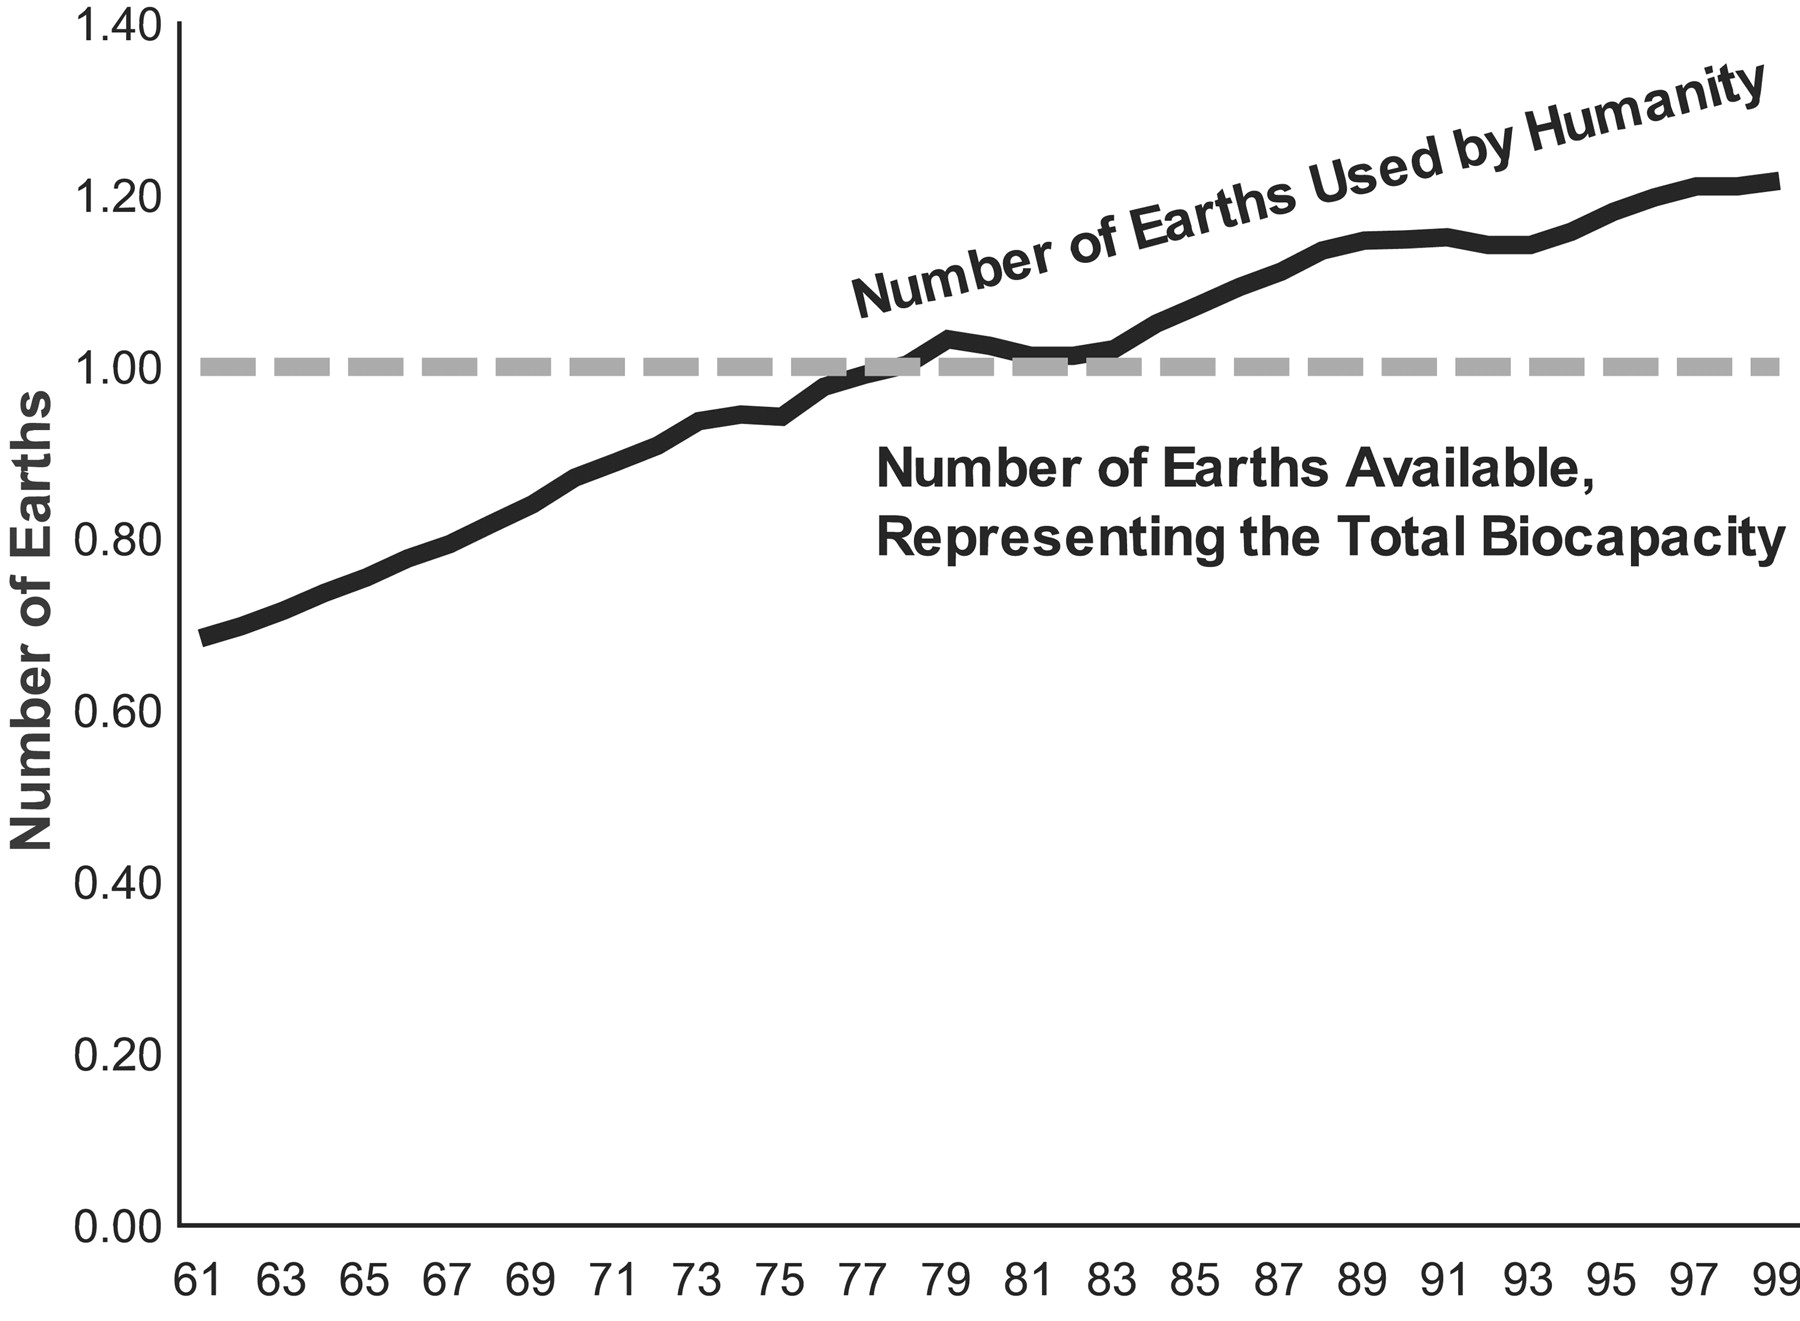 1.40
1.20
1.00
0.80
0.60
0.40
0.20
0.00
Number of Earths
Number of Earths Used by Humanity
Number of Earths Available,
Representing the Total Biocapacity
61 63 65 67 69 71 73 75 77 79 81 83 85 87 89 91 93 95 97 99